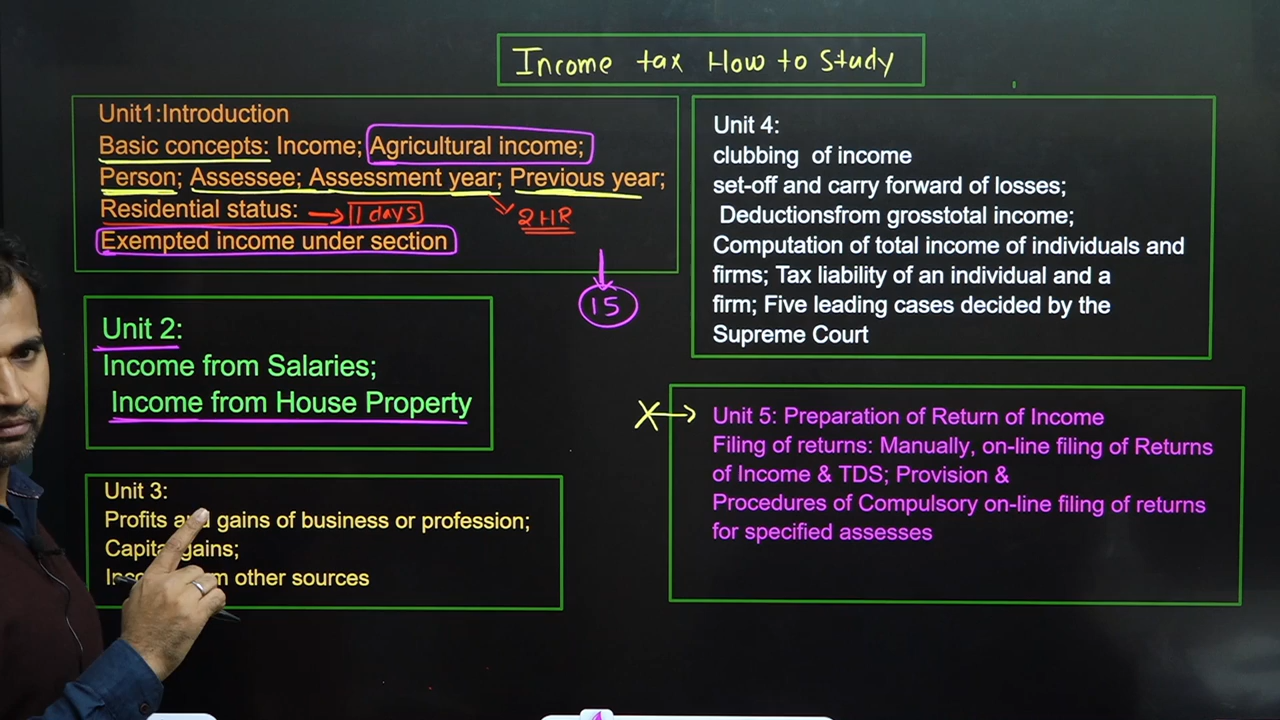 Income tax How to Study
Unit1:Introduction
Basic concepts: Income; Agricultural income;
Person; Assessee; Assessment year; Previous year;
Residential status: → 1 days
2 HR
Exempted income under section
15
Unit 2:
Income from Salaries;
Income from House Property
Unit 3:
Profits and gains of business or profession;
Capital gains;
other sources
Unit 4:
clubbing of income
set-off and carry forward of losses;
Deductionsfrom grosstotal income;
Computation of total income of individuals and
firms; Tax liability of an individual and a
firm; Five leading cases decided by the
Supreme Court
X→ Unit 5: Preparation of Return of Income
Filing of returns: Manually, on-line filing of Returns
of Income & TDS; Provision &
Procedures of Compulsory on-line filing of returns
for specified assesses